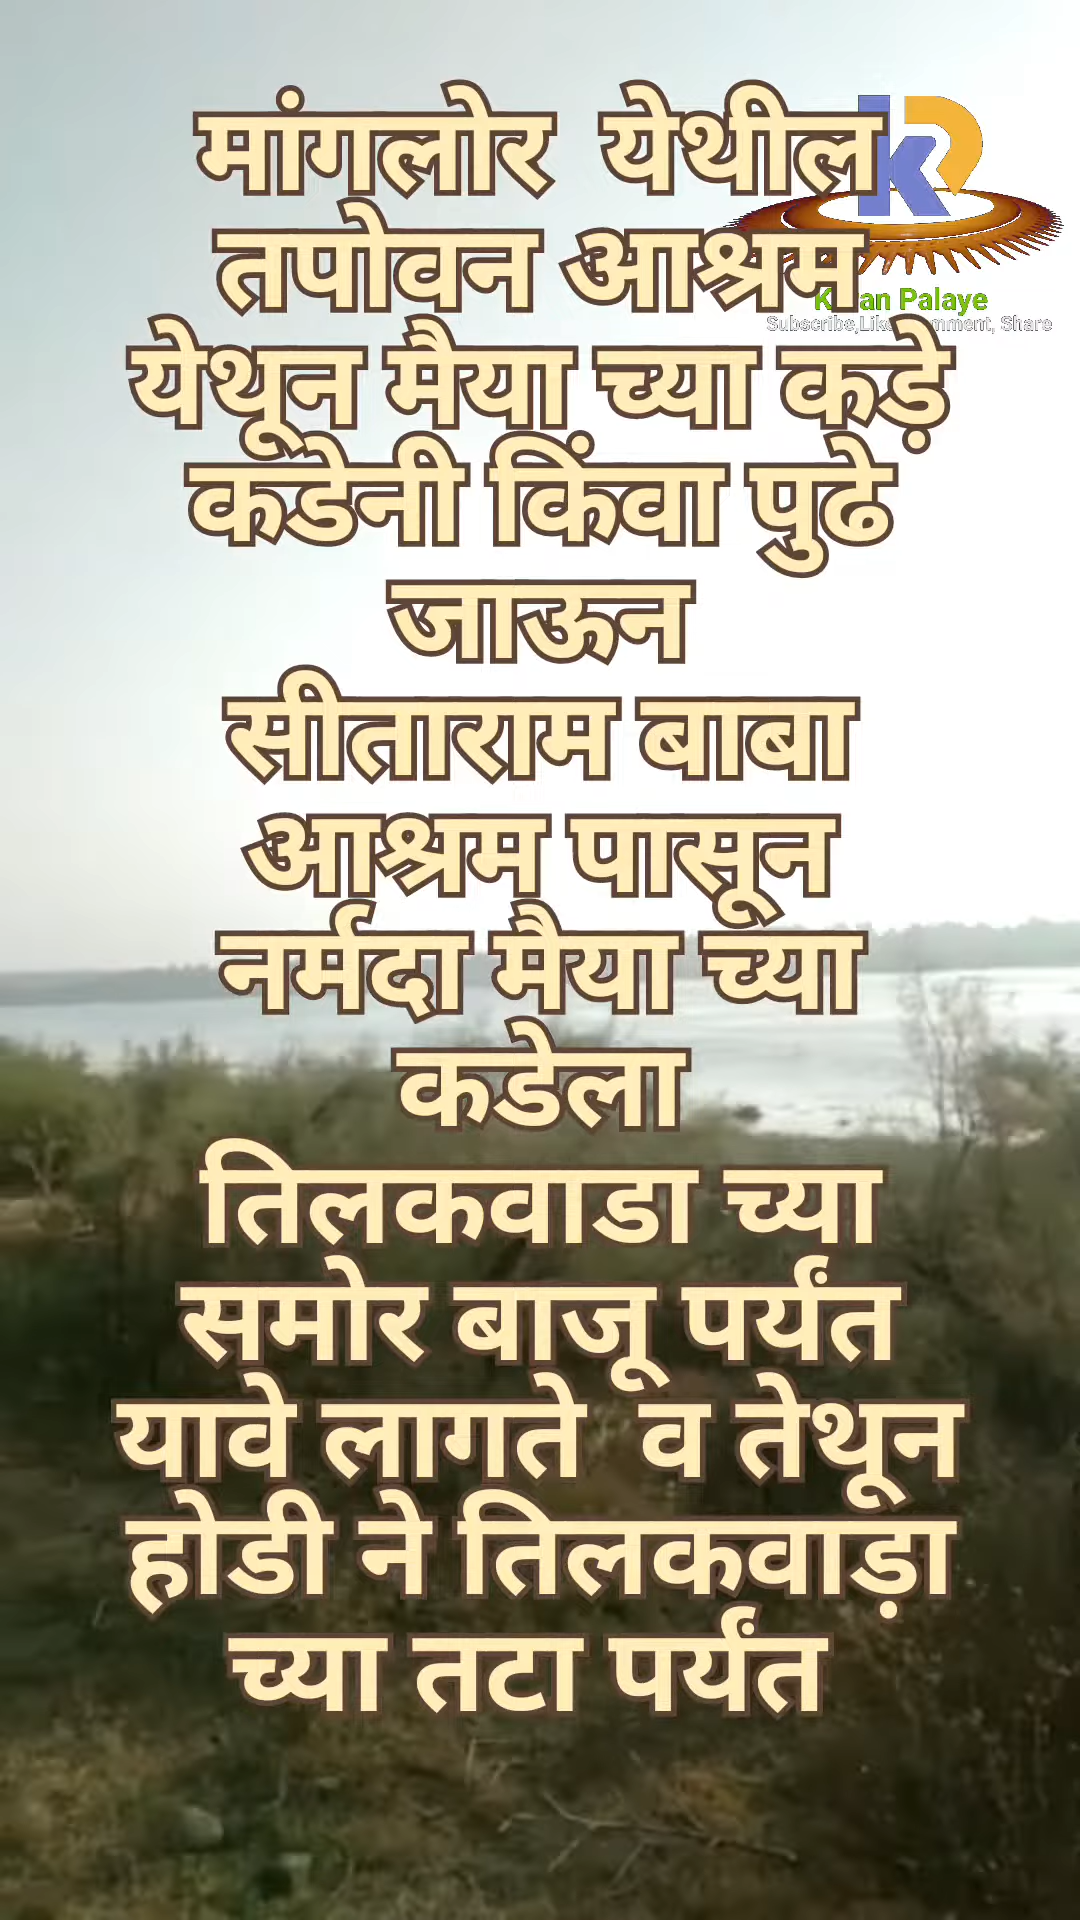 मांगलोर येथील
तपोवन आश्रम
येथून मैया च्या कड़े
कडेनी किंवा पुढे
जाऊन
सीताराम बाबा
आश्रम पासून
नर्मदा मैया च्या
कडेला
तिलकवाडा च्या
समोर बाजू पर्यंत
यावे लागते व तेथून
होडी ने तिलकवाड़ा
च्या तटा पर्यंत
Palaye
Share